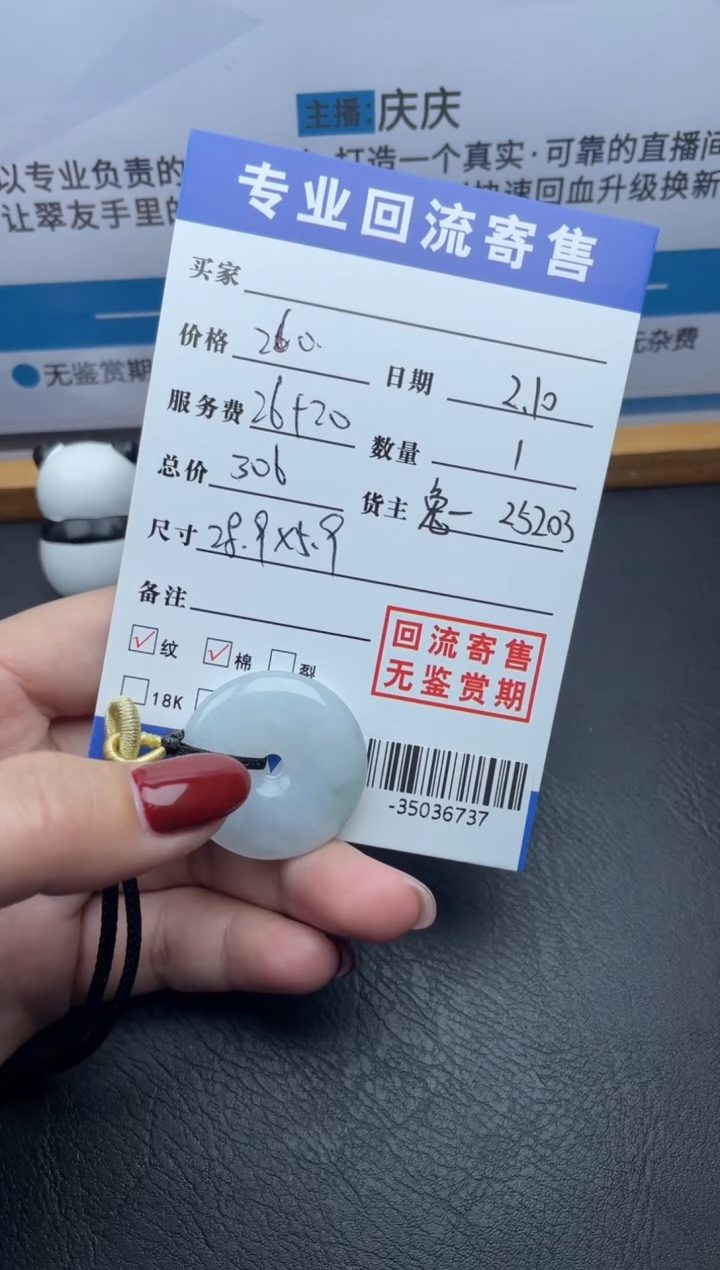 主播:庆庆
以专业负责的 打造一个真实·可靠的直播间
让翠友手里的 快速回血升级换新
无鉴赏期 无杂费
专业回流寄售
买家
价格 260. 日期 2.10
服务费 26+20 数量 1
总价 306 货主 兔一 25203
尺寸 28.9×5.9
备注
纹 棉 裂
回流寄售
无鉴赏期
18K
-35036737